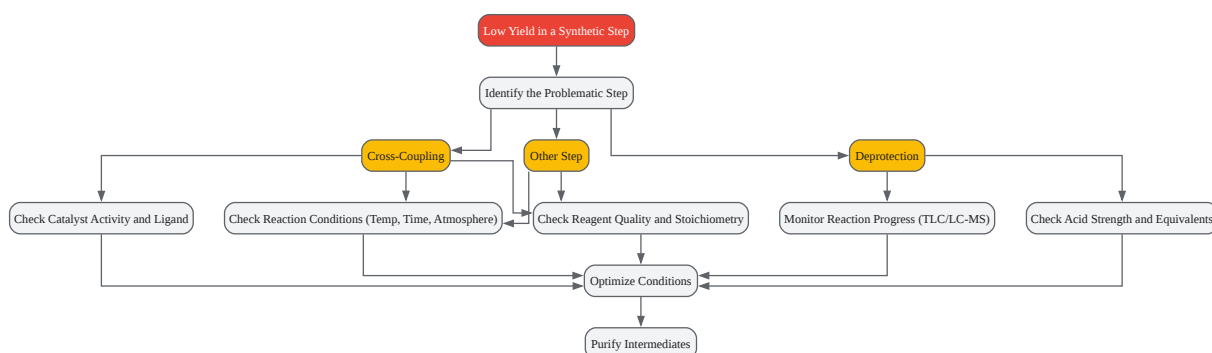 Low Yield in a Synthetic Step
Identify the Problematic Step
Cross-Coupling
Other Step
Deprotection
Check Catalyst Activity and Ligand
Check Reaction Conditions (Temp, Time, Atmosphere)
Check Reagent Quality and Stoichiometry
Monitor Reaction Progress (TLC/LC-MS)
Check Acid Strength and Equivalents
Optimize Conditions
Purify Intermediates